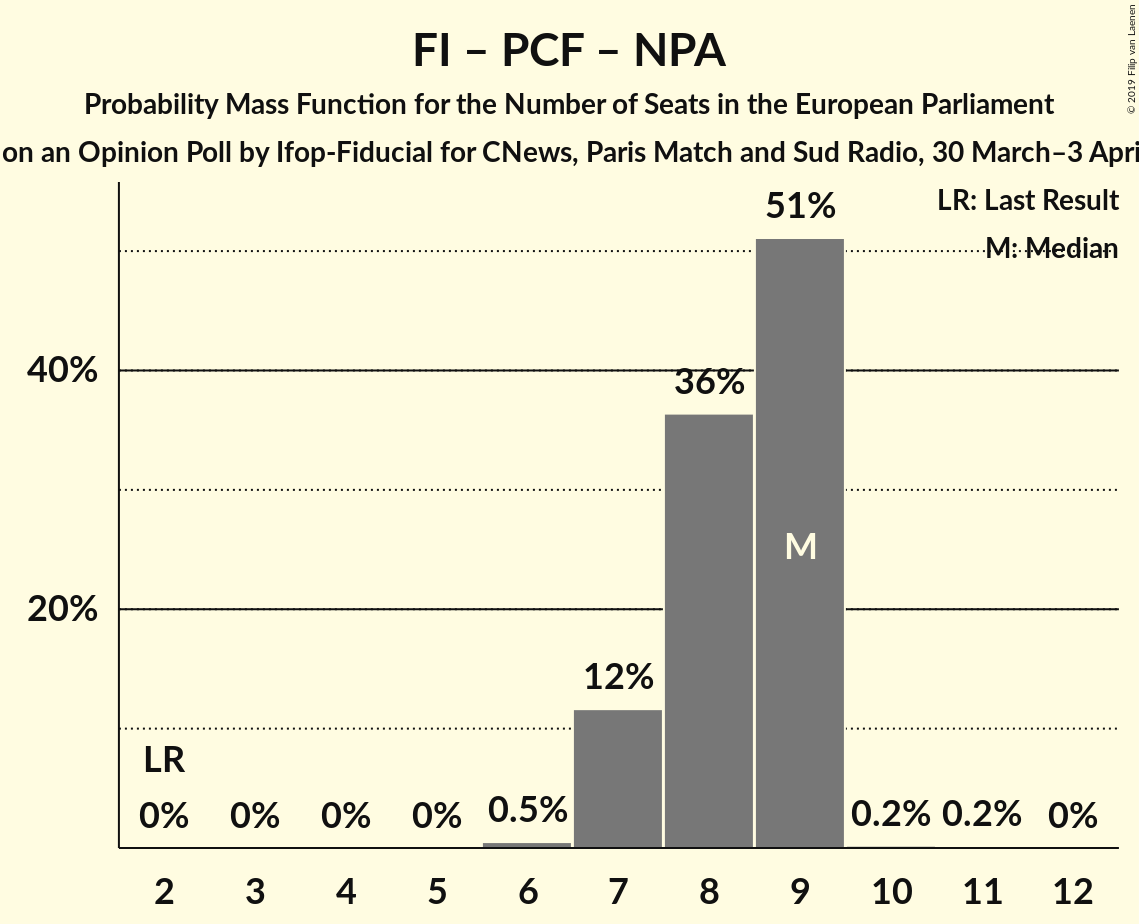 FI – PCF – NPA
Probability Mass Function for the Number of Seats in the European Parliament
on an Opinion Poll by Ifop-Fiducial for CNews, Paris Match and Sud Radio, 30 March–3 Apri
© 2019 Filip van Laenen
LR: Last Result
M: Median
51%
40%
36%
M
20%
12%
LR
0% 0% 0% 0% 0.5% 0.2% 0.2% 0%
2 3 4 5 6 7 8 9 10 11 12